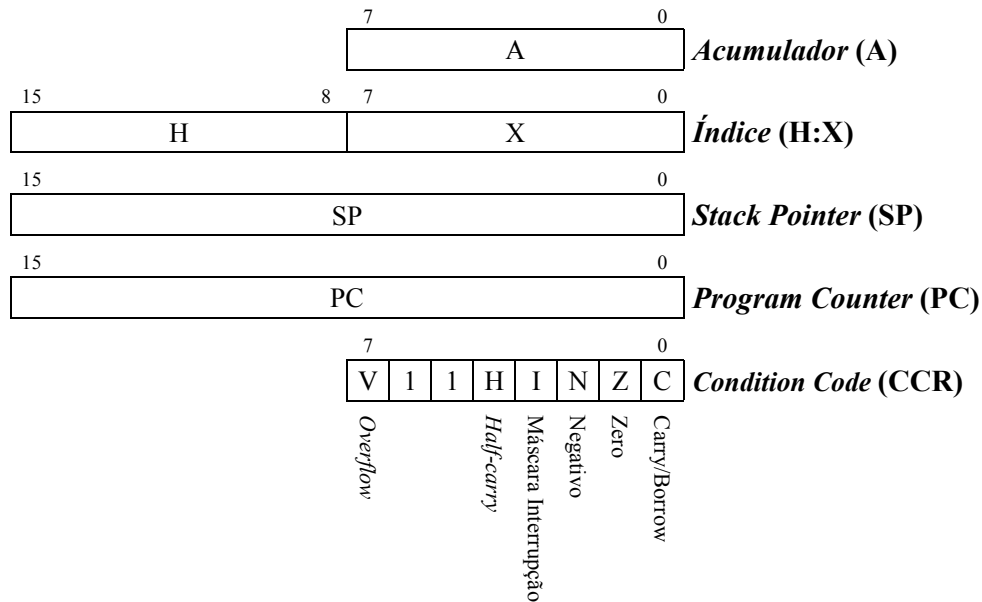 7 0
A Acumulador (A)
15 8 7 0
H X Índice (H:X)
15 0
SP Stack Pointer (SP)
15 0
PC Program Counter (PC)
7 0
V 1 1 H I N Z C Condition Code (CCR)
Overflow
Half-carry
Máscara Interrupção
Negativo
Zero
Carry/Borrow